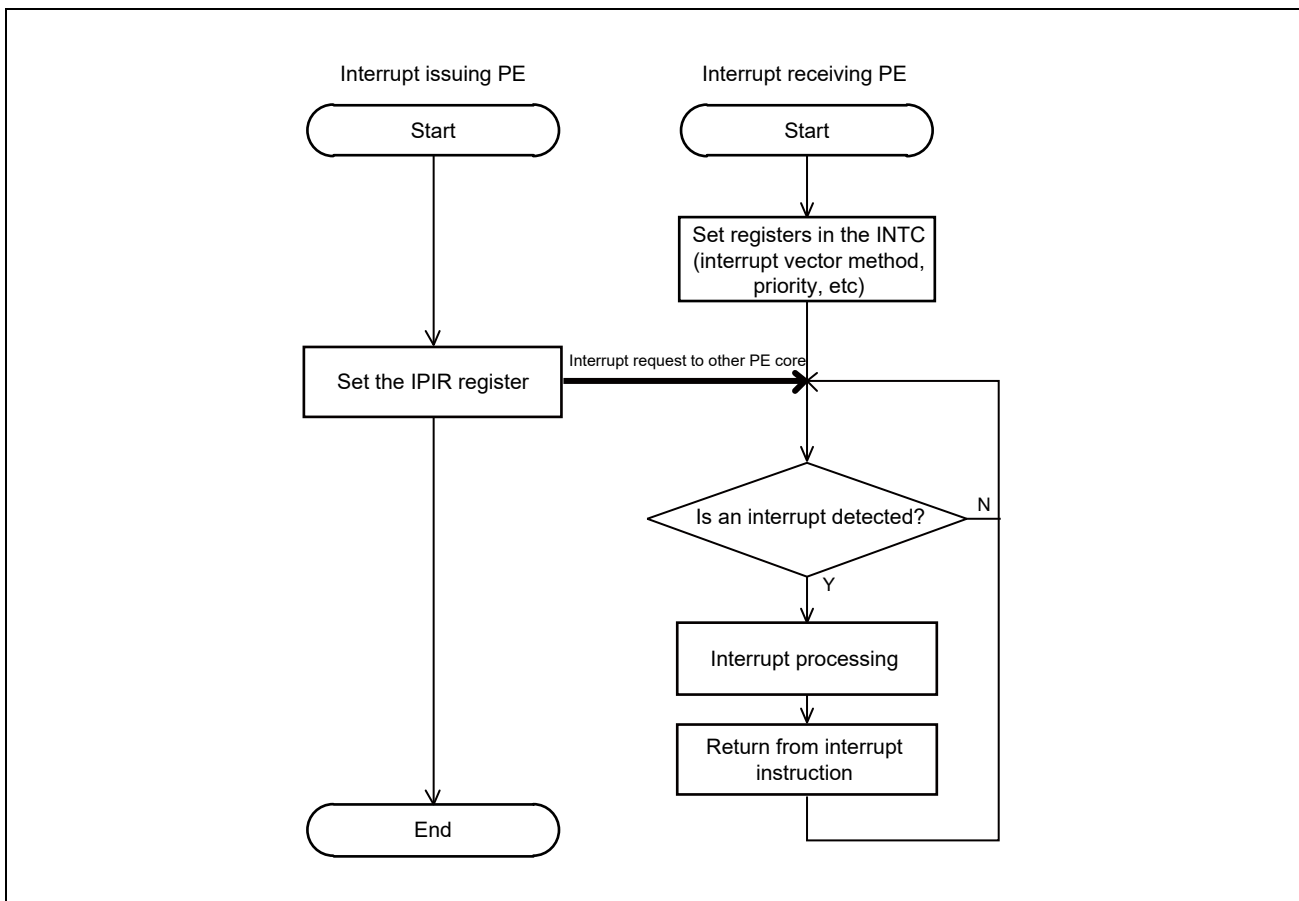 Interrupt issuing PE
Interrupt receiving PE
Start
Start
Set registers in the INTC
(interrupt vector method,
priority, etc)
Set the IPIR register
Interrupt request to other PE core
Is an interrupt detected?
N
Y
Interrupt processing
Return from interrupt
instruction
End